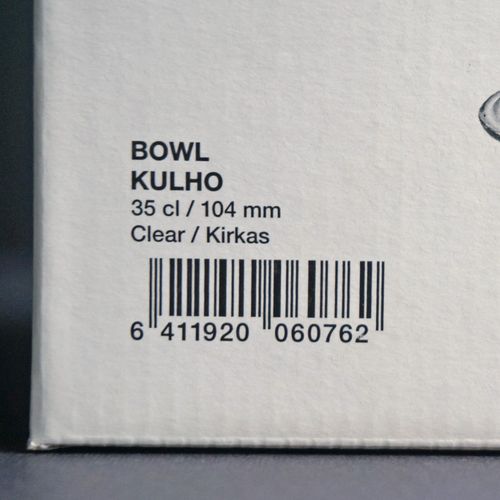 BOWL
KULHO
35 cl / 104 mm
Clear / Kirkas
6 411920 060762